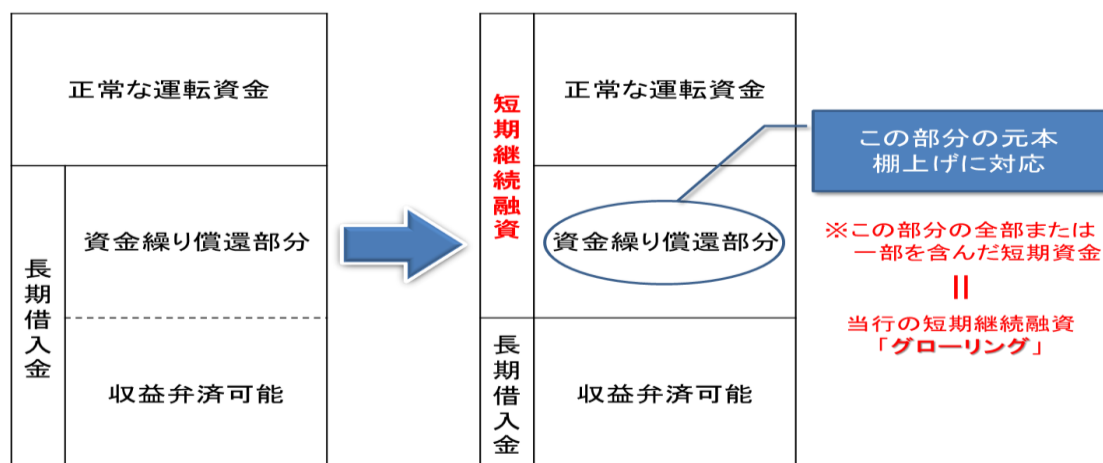 正常な運転資金
長期借入金
資金繰り償還部分
収益弁済可能
短期継続融資
正常な運転資金
資金繰り償還部分
長期借入金
収益弁済可能
この部分の元本
棚上げに対応
※この部分の全部または
一部を含んだ短期資金
||
当行の短期継続融資
「グローリング」